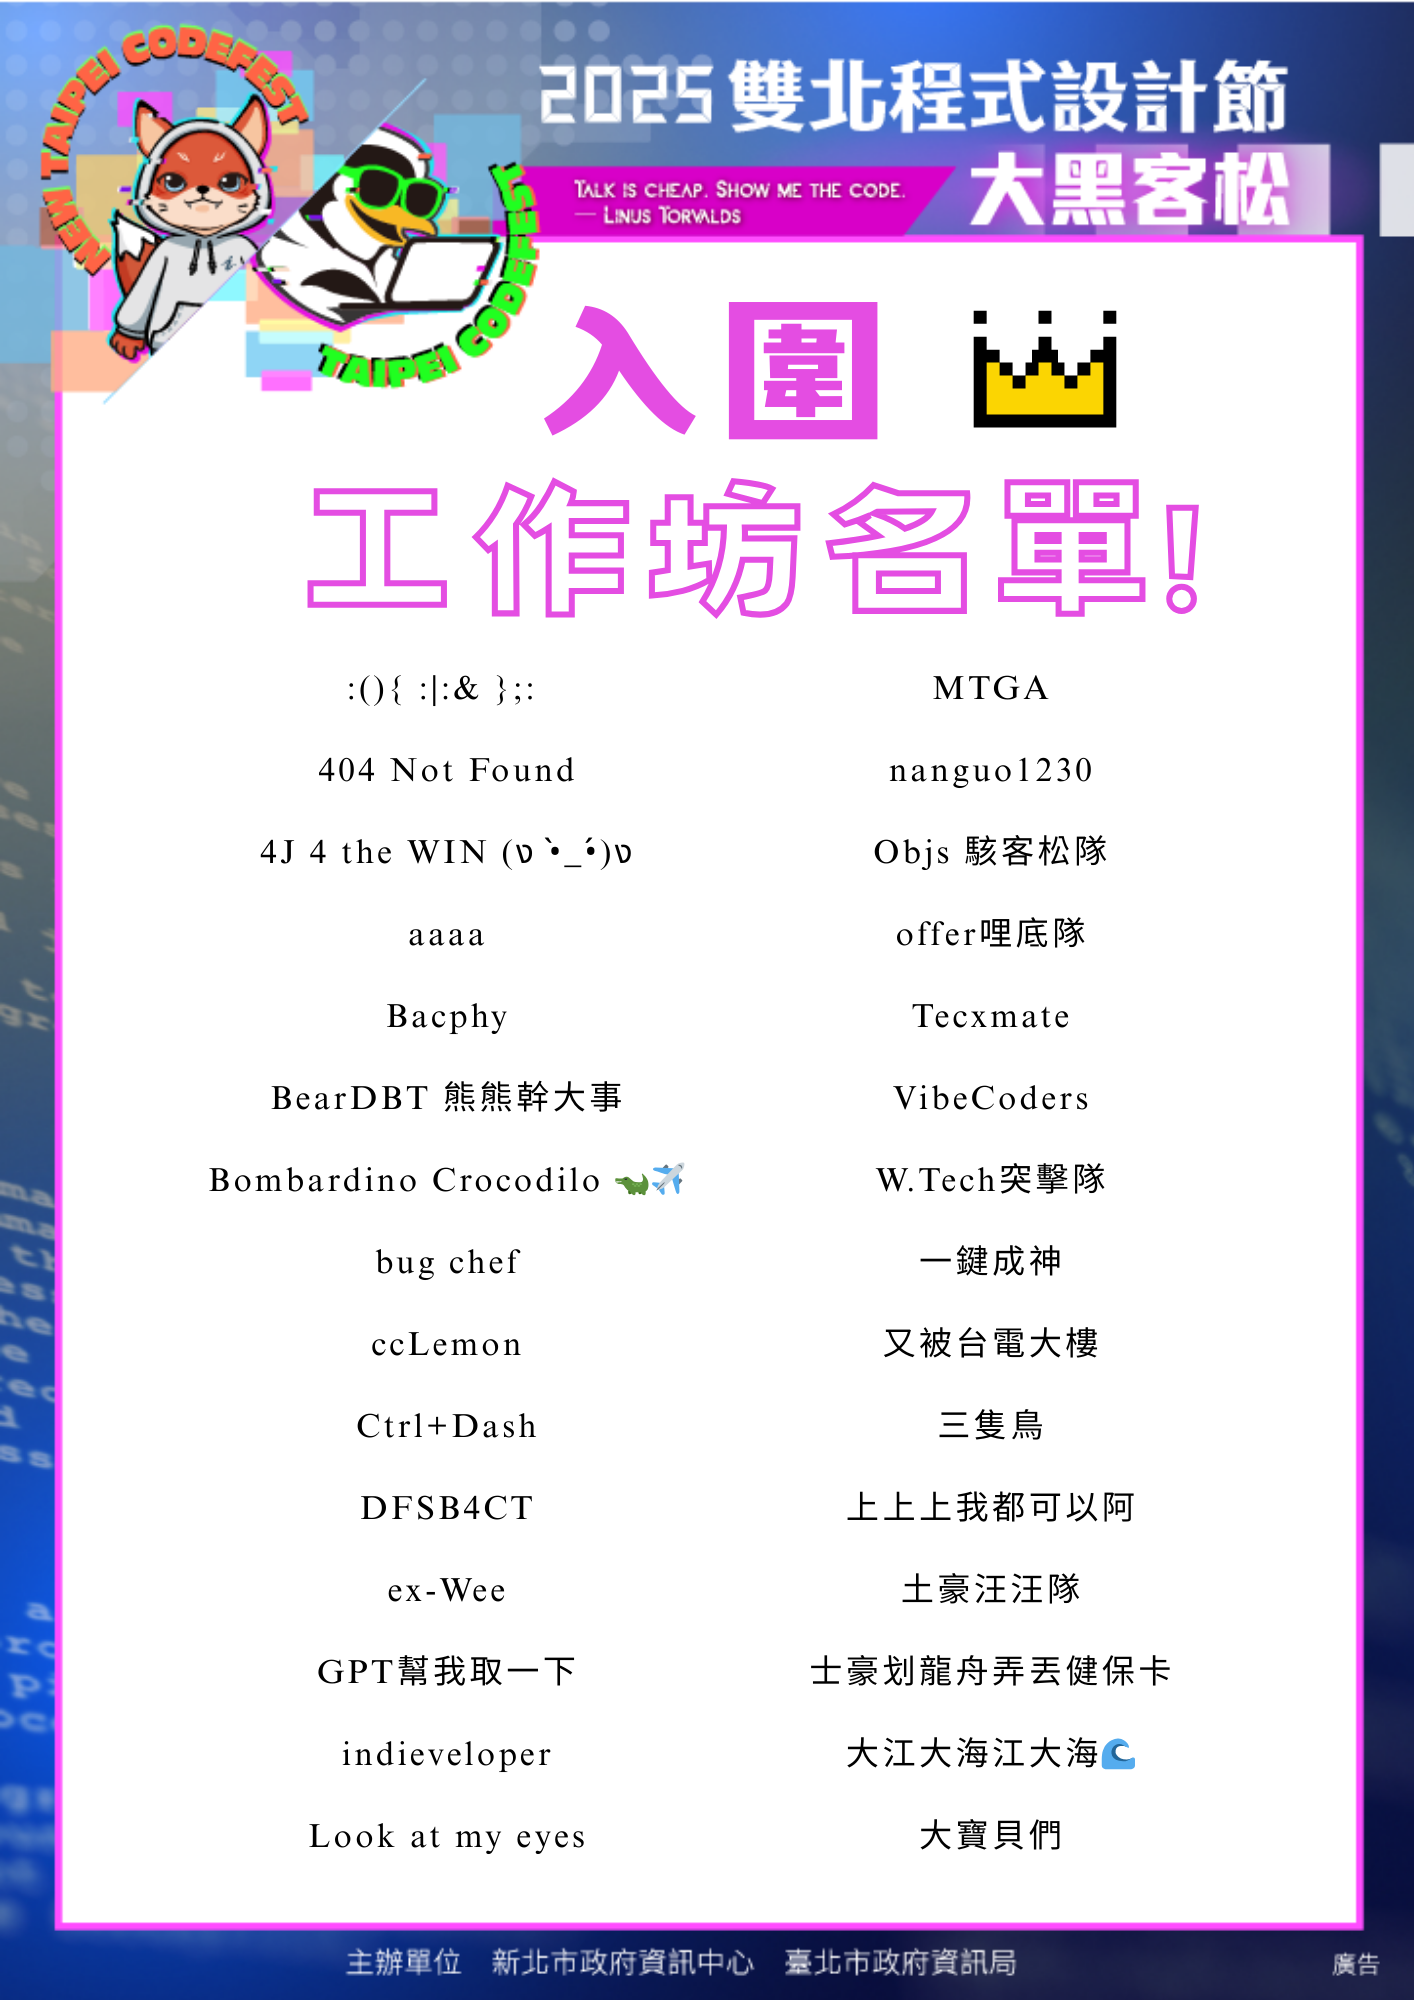 NEW TAIPEI CODEFEST
TAIPEI CODEFEST
2025 雙北程式設計節
大黑客松
TALK IS CHEAP. SHOW ME THE CODE.
— LINUS TORVALDS
入圍
工作坊名單!
:(){ :|:& };:
404 Not Found
4J 4 the WIN (ง •̀_•́)ง
aaaa
Bacphy
BearDBT 熊熊幹大事
Bombardino Crocodilo 🐊✈️
bug chef
ccLemon
Ctrl+Dash
DFSB4CT
ex-Wee
GPT幫我取一下
indieveloper
Look at my eyes
MTGA
nanguo1230
Objs 駭客松隊
offer哩底隊
Tecxmate
VibeCoders
W.Tech突擊隊
一鍵成神
又被台電大樓
三隻鳥
上上上我都可以阿
土豪汪汪隊
士豪划龍舟弄丟健保卡
大江大海江大海🌊
大寶貝們
主辦單位 新北市政府資訊中心 臺北市政府資訊局
廣告